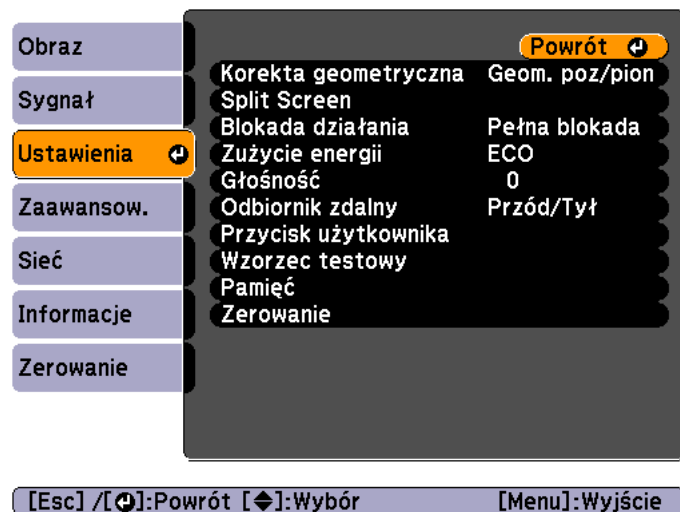 Obraz
Sygnał
Ustawienia
Zaawansow.
Sieć
Informacje
Zerowanie
Powrót
Korekta geometryczna Geom. poz/pion
Split Screen
Blokada działania Pełna blokada
Zużycie energii ECO
Głośność 0
Odbiornik zdalny Przód/Tył
Przycisk użytkownika
Wzorzec testowy
Pamięć
Zerowanie
[Esc] /[⏎]:Powrót [◆]:Wybór [Menu]:Wyjście